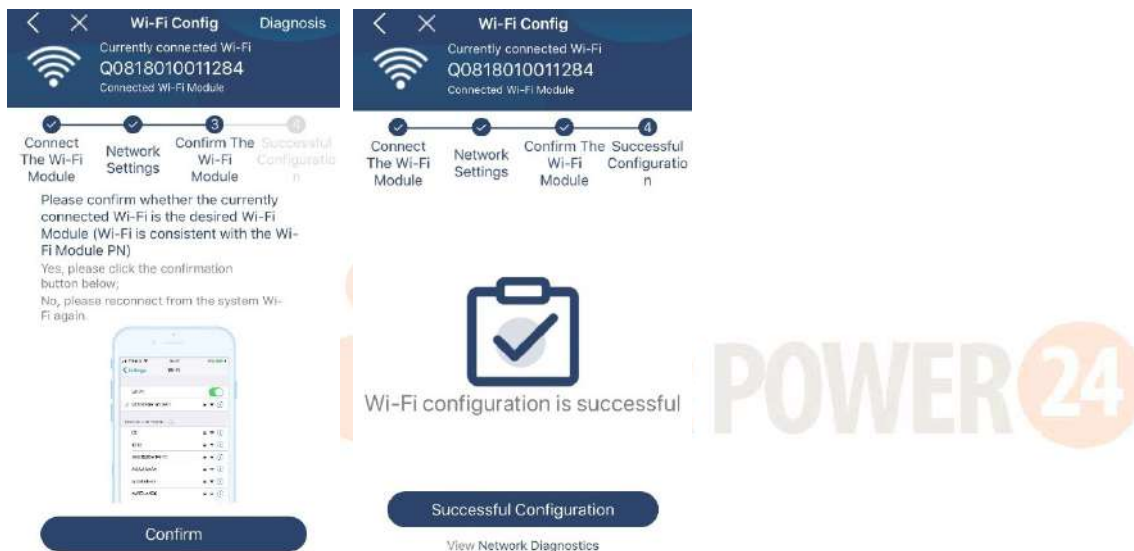 Wi-Fi Config Diagnosis
Currently connected Wi-Fi
Q0818010011284
Connected Wi-Fi Module
3
4
Connect
The Wi-Fi
Module
Network
Settings
Confirm The
Wi-Fi
Module
Successful
Configuratio
n
Please confirm whether the currently
connected Wi-Fi is the desired Wi-Fi
Module (Wi-Fi is consistent with the Wi-
Fi Module PN)
Yes, please click the confirmation
button below;
No, please reconnect from the system Wi-
Fi again.
Confirm
Wi-Fi Config
Currently connected Wi-Fi
Q0818010011284
Connected Wi-Fi Module
4
Connect
The Wi-Fi
Module
Network
Settings
Confirm The
Wi-Fi
Module
Successful
Configuratio
n
Wi-Fi configuration is successful
Successful Configuration
View Network Diagnostics
POWER 24